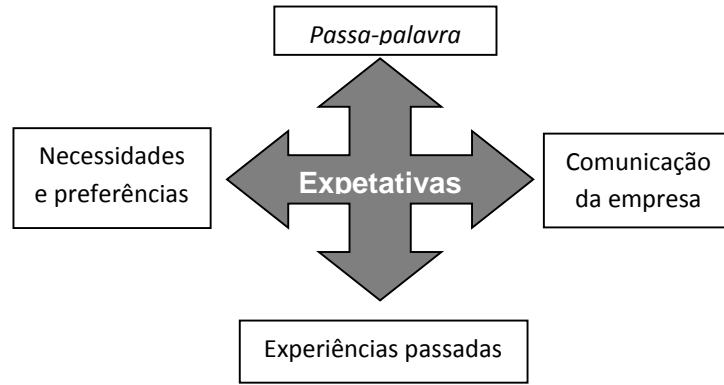 Passa-palavra
Necessidades
e preferências
Expetativas
Comunicação
da empresa
Experiências passadas